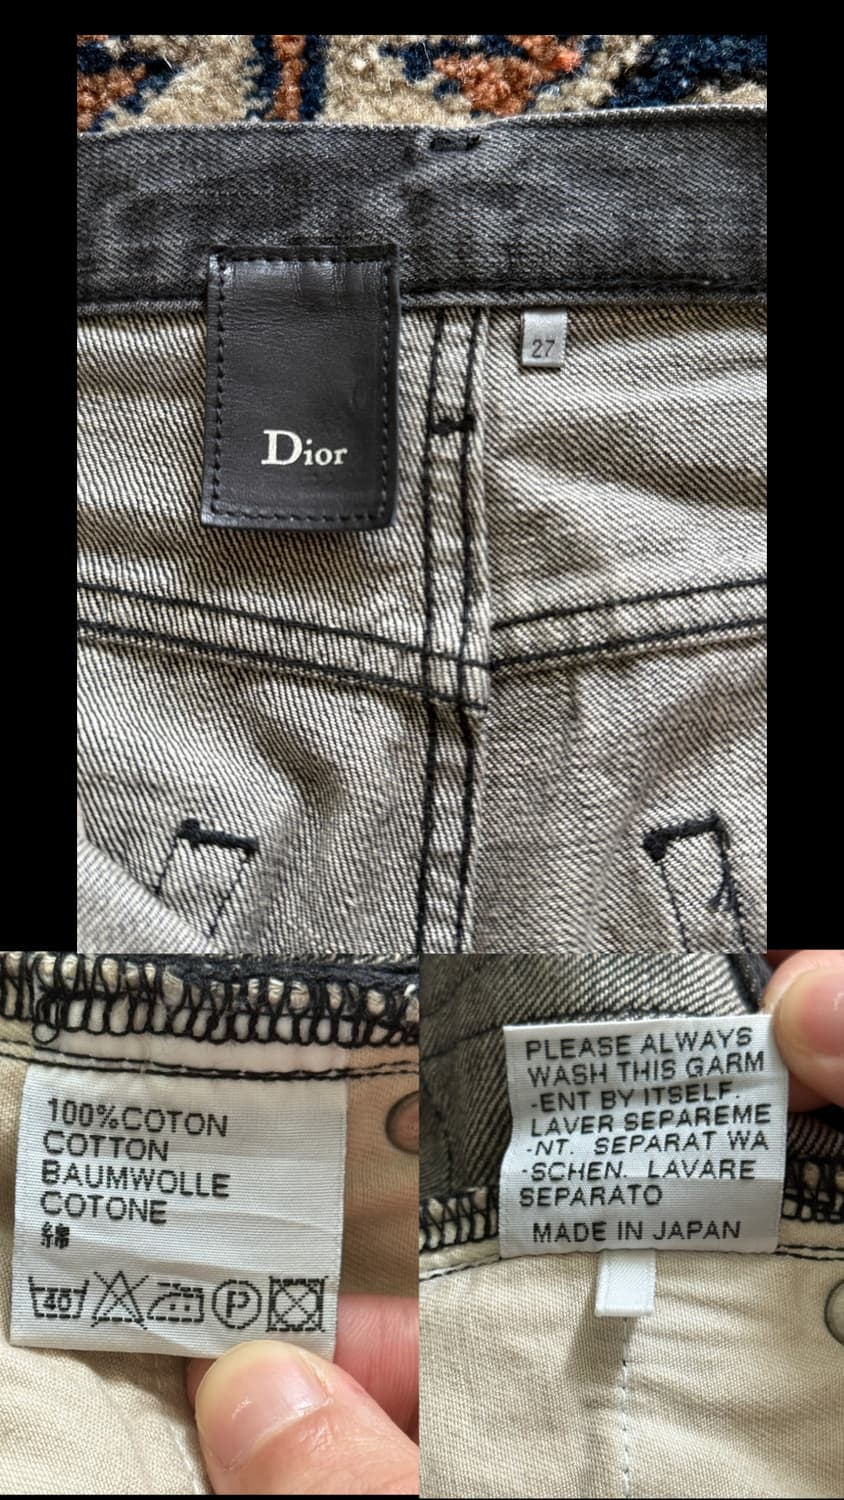 Dior
27
100%COTON
COTTON
BAUMWOLLE
COTONE
綿
40 P
PLEASE ALWAYS
WASH THIS GARM
-ENT BY ITSELF.
LAVER SEPAREME
-NT. SEPARAT WA
-SCHEN. LAVARE
SEPARATO
MADE IN JAPAN